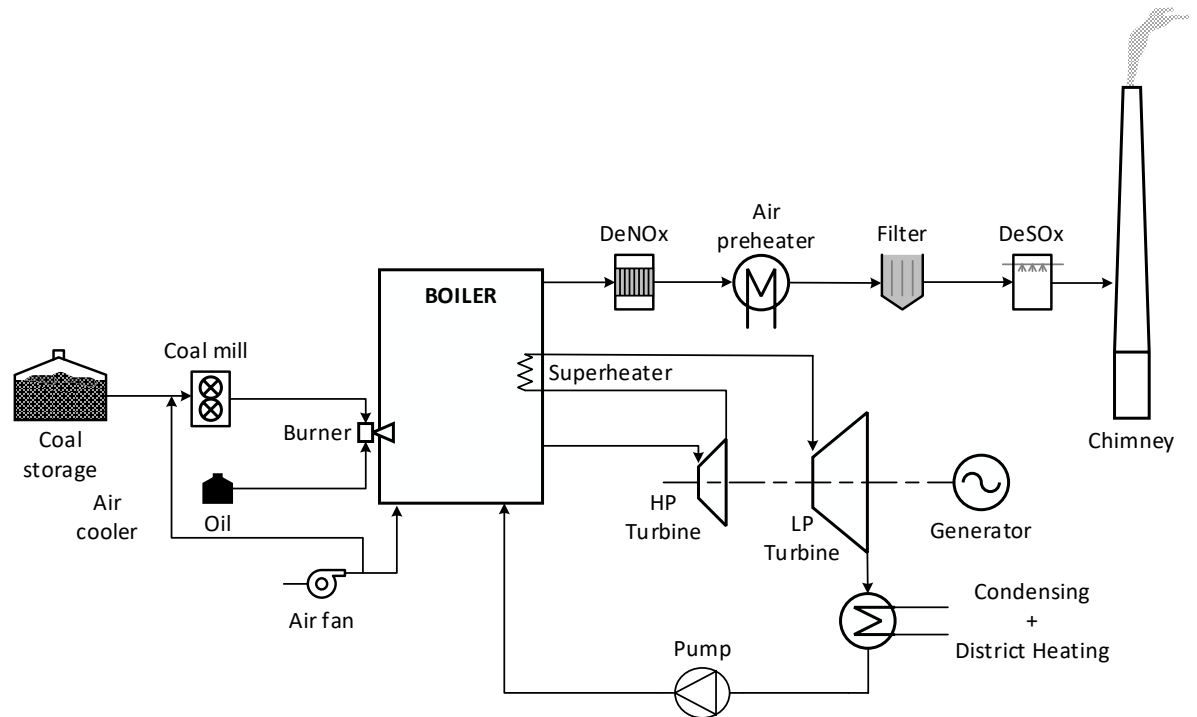 DeNOx
Air
preheater
Filter
DeSOx
BOILER
Coal mill
Superheater
Burner
Coal
storage
Chimney
Air
cooler
Oil
HP
Turbine
LP
Turbine
Generator
Air fan
Condensing
+
District Heating
Pump